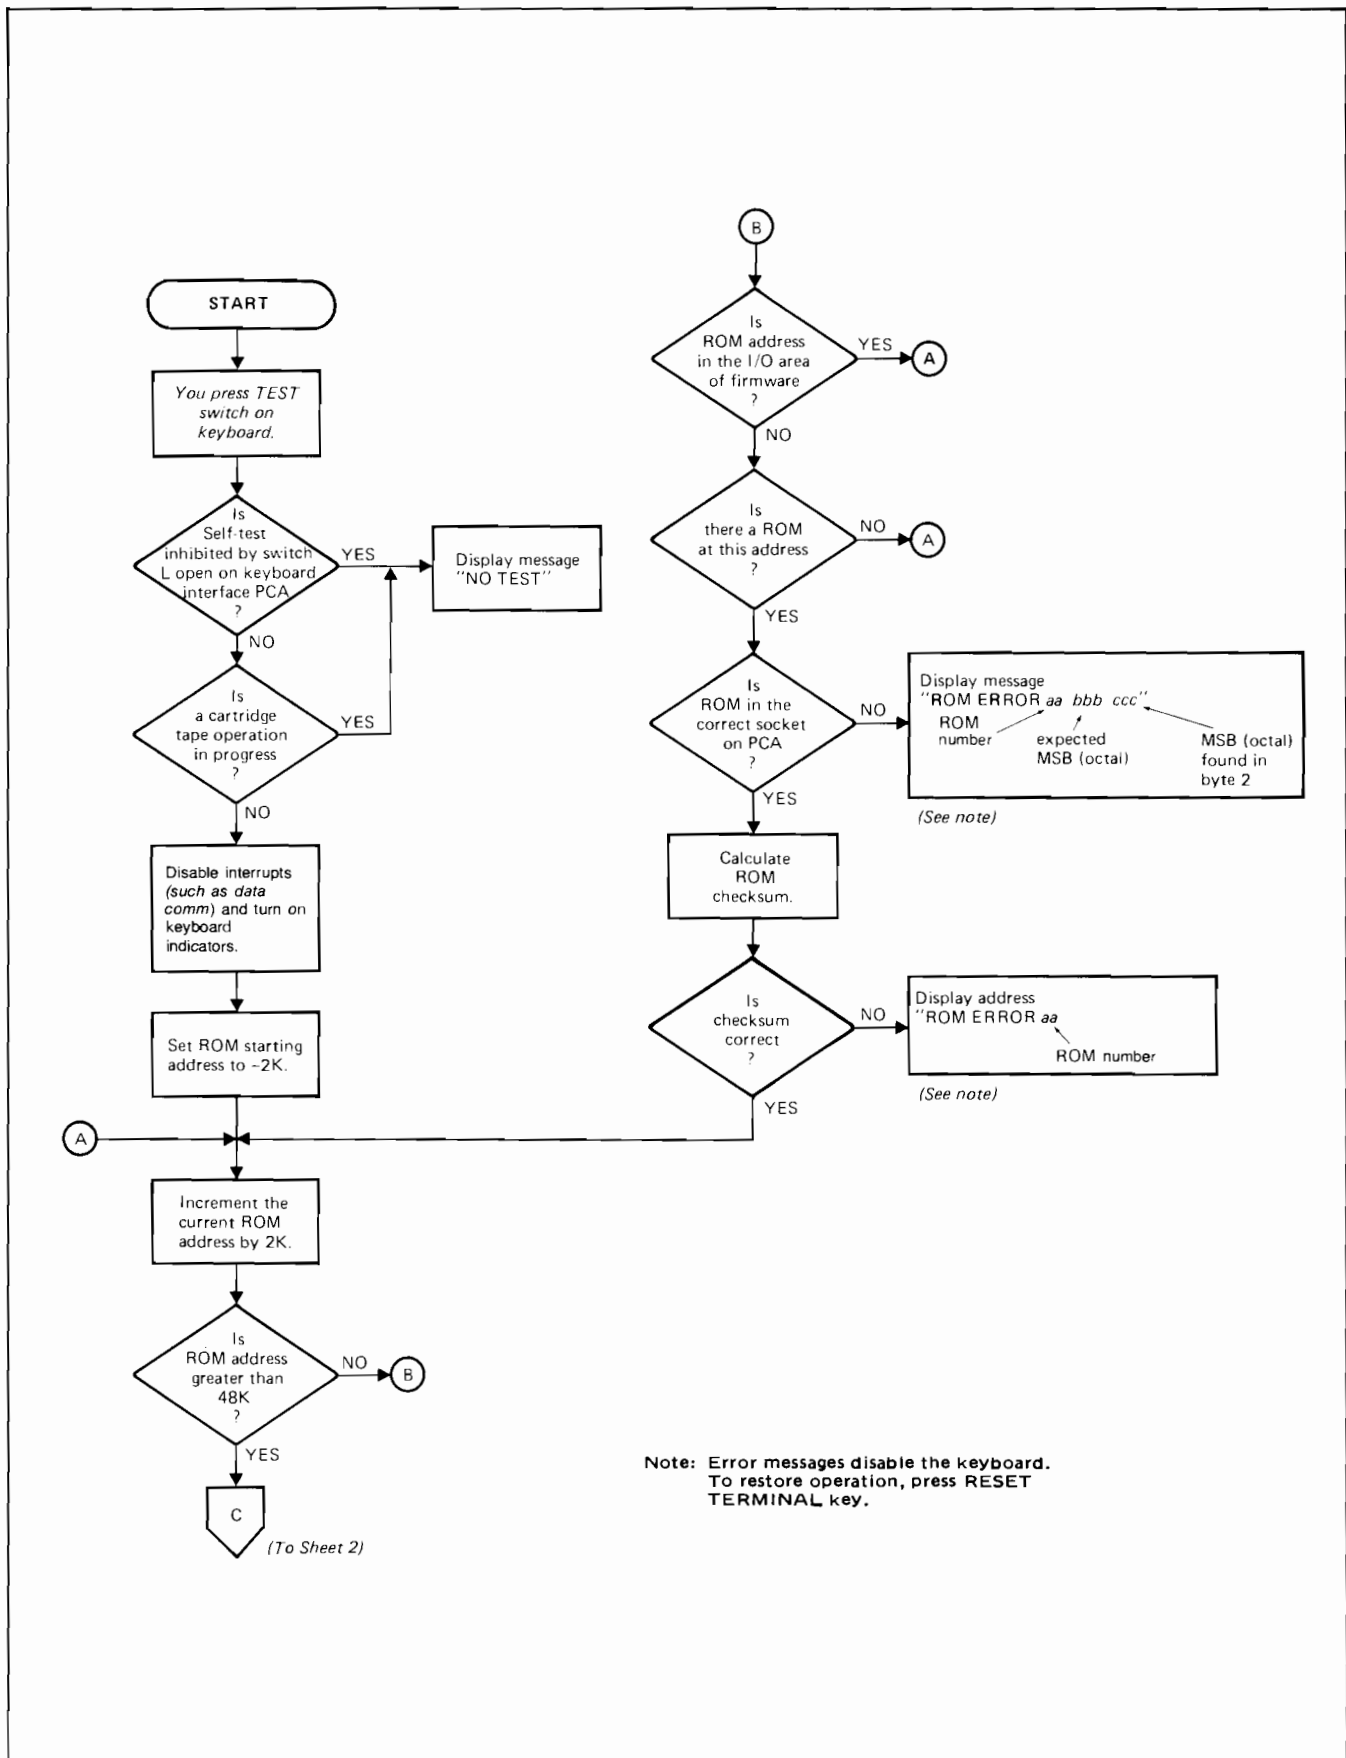 START
You press TEST
switch on
keyboard.
Is
Self-test
inhibited by switch
L open on keyboard
interface PCA
?
YES
Display message
"NO TEST"
NO
Is
a cartridge
tape operation
in progress
?
YES
NO
Disable interrupts
(such as data
comm) and turn on
keyboard
indicators.
Set ROM starting
address to -2K.
A
Increment the
current ROM
address by 2K.
Is
ROM address
greater than
48K
?
NO
B
YES
C
(To Sheet 2)
B
Is
ROM address
in the I/O area
of firmware
?
YES
A
NO
Is
there a ROM
at this address
?
NO
A
YES
Is
ROM in the
correct socket
on PCA
?
NO
Display message
"ROM ERROR aa bbb ccc"
ROM
number
expected
MSB (octal)
MSB (octal)
found in
byte 2
(See note)
YES
Calculate
ROM
checksum.
Is
checksum
correct
?
NO
Display address
"ROM ERROR aa
ROM number
(See note)
YES
Note: Error messages disable the keyboard.
To restore operation, press RESET
TERMINAL key.